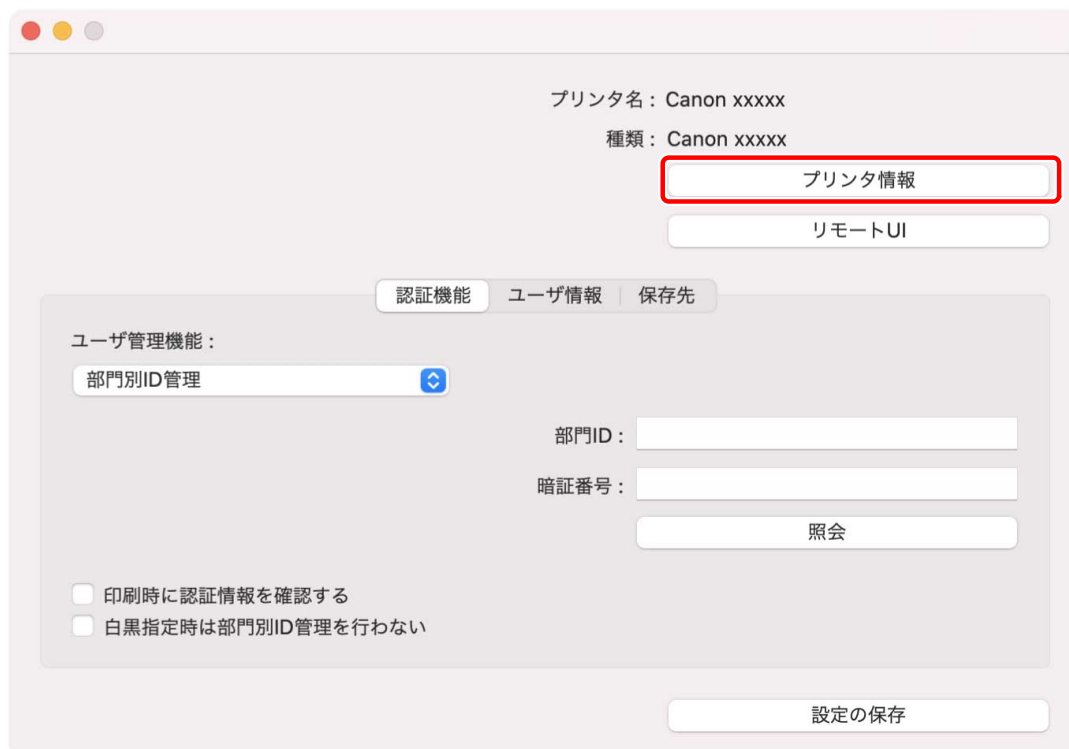 プリンタ名： Canon xxxxx
種類： Canon xxxxx
プリンタ情報
リモートUI
認証機能 ユーザ情報 保存先
ユーザ管理機能：
部門別ID管理
部門ID：
暗証番号：
照会
印刷時に認証情報を確認する
白黒指定時は部門別ID管理を行わない
設定の保存